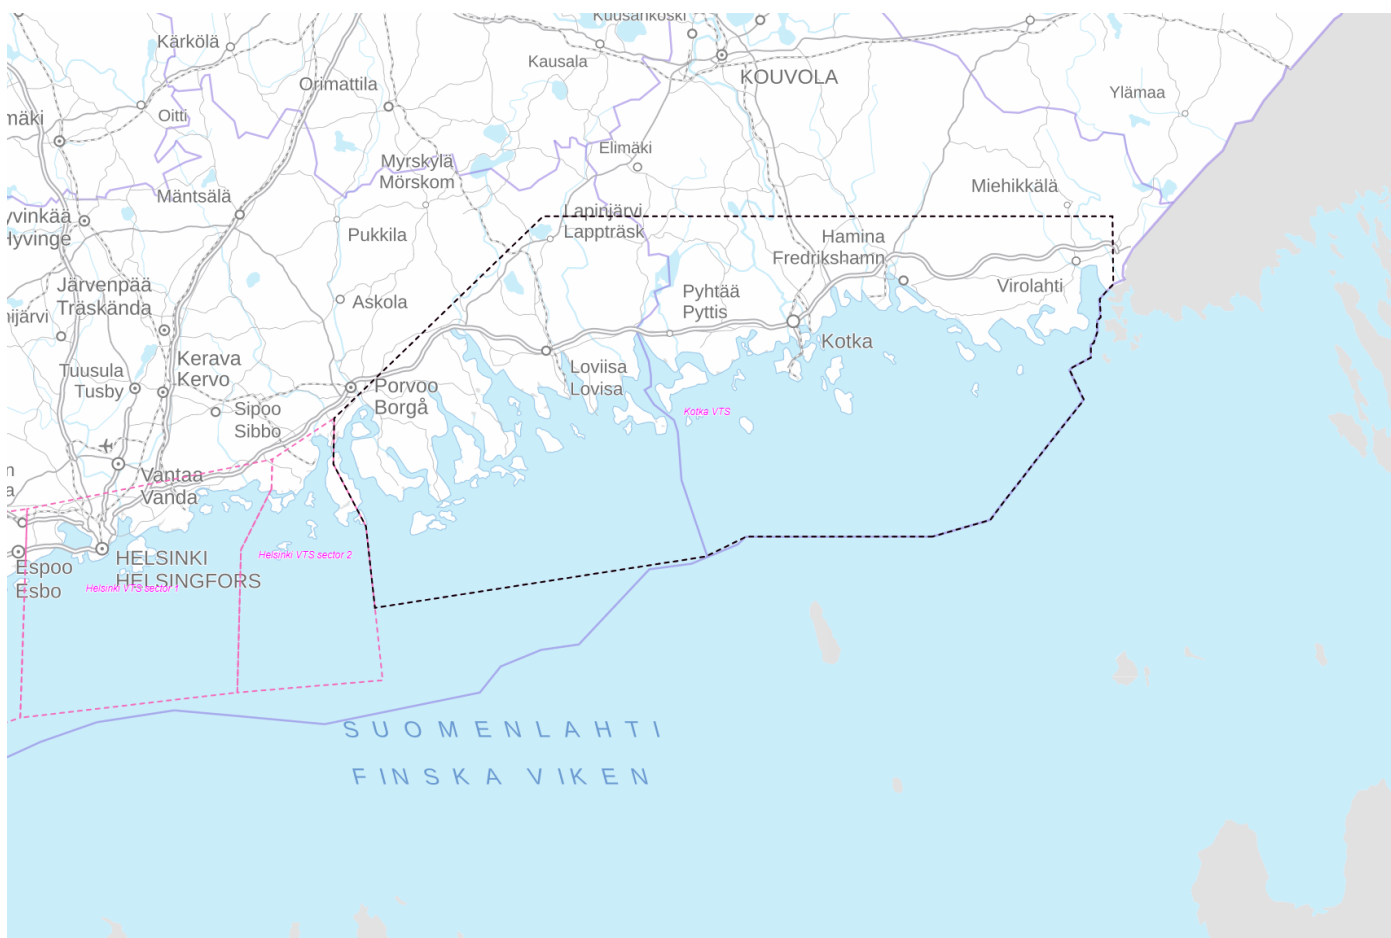 Kuusankoski
Kärkölä
Kausala
KOUVOLA
Orimattila
Ylämaa
Oitti
mäki
Elimäki
Myrskylä
Mörskom
Miehikkälä
Mäntsälä
Lapinjärvi
Lappträsk
yvinkää
Hyvinge
Pukkila
Hamina
Fredrikshamn
Järvenpää
Träskända
Askola
Pyhtää
Pyttis
Virolahti
nijärvi
Kerava
Kervo
Kotka
Tuusula
Tusby
Loviisa
Lovisa
Porvoo
Borgå
Sipoo
Sibbo
Kotka VTS
n
a
Vantaa
Vanda
HELSINKI
HELSINGFORS
Helsinki VTS sector 2
Espoo
Esbo
Helsinki VTS sector 1
SUOMENLAHTI
FINSKA VIKEN